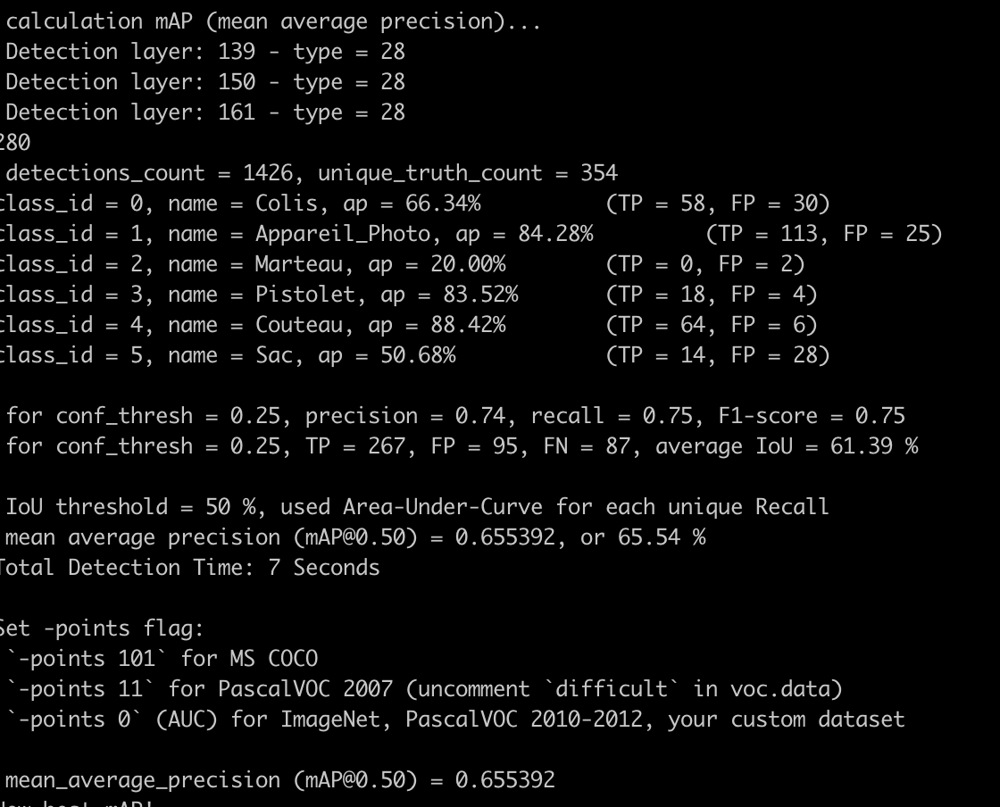 calculation mAP (mean average precision)...
Detection layer: 139 - type = 28
Detection layer: 150 - type = 28
Detection layer: 161 - type = 28
280
detections_count = 1426, unique_truth_count = 354
class_id = 0, name = Colis, ap = 66.34% (TP = 58, FP = 30)
class_id = 1, name = Appareil_Photo, ap = 84.28% (TP = 113, FP = 25)
class_id = 2, name = Marteau, ap = 20.00% (TP = 0, FP = 2)
class_id = 3, name = Pistolet, ap = 83.52% (TP = 18, FP = 4)
class_id = 4, name = Couteau, ap = 88.42% (TP = 64, FP = 6)
class_id = 5, name = Sac, ap = 50.68% (TP = 14, FP = 28)
for conf_thresh = 0.25, precision = 0.74, recall = 0.75, F1-score = 0.75
for conf_thresh = 0.25, TP = 267, FP = 95, FN = 87, average IoU = 61.39 %
IoU threshold = 50 %, used Area-Under-Curve for each unique Recall
mean average precision (mAP@0.50) = 0.655392, or 65.54 %
Total Detection Time: 7 Seconds
Set -points flag:
`-points 101` for MS COCO
`-points 11` for PascalVOC 2007 (uncomment `difficult` in voc.data)
`-points 0` (AUC) for ImageNet, PascalVOC 2010-2012, your custom dataset
mean_average_precision (mAP@0.50) = 0.655392
New best mAP!